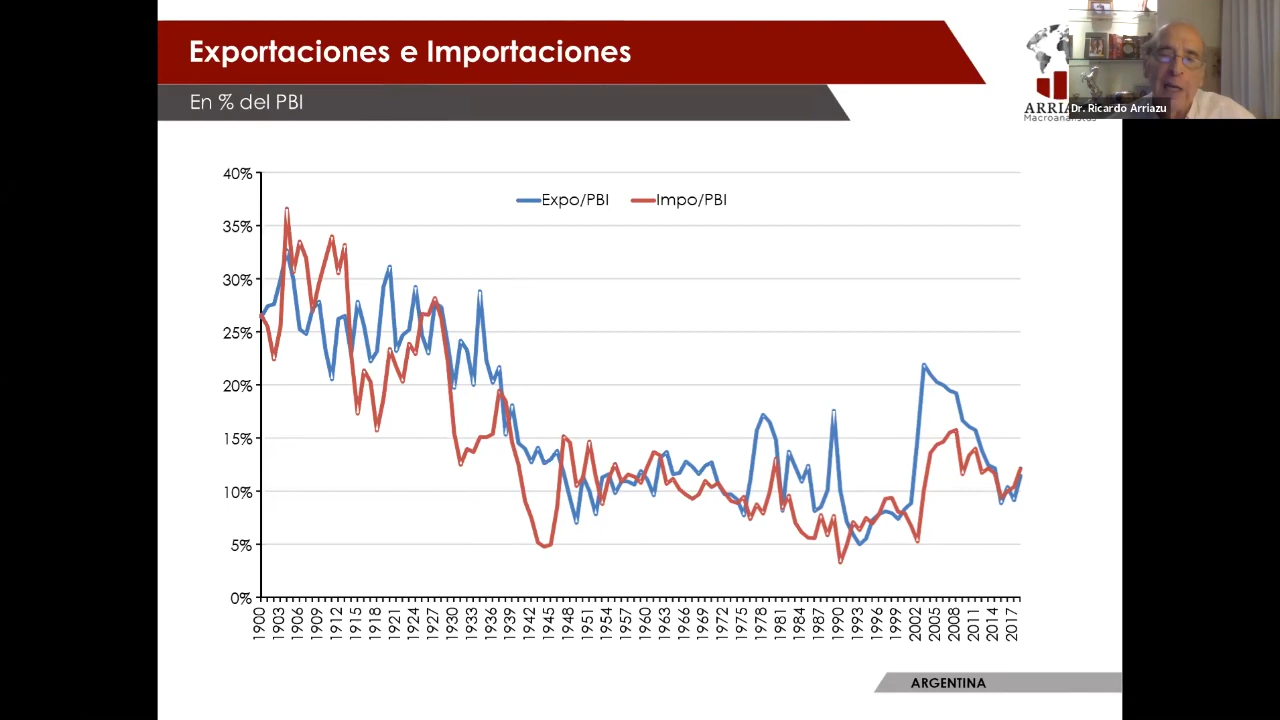 Exportaciones e Importaciones
En % del PBI
ARRIA
Macroanalistas
Dr. Ricardo Arriazu
Expo/PBI
Impo/PBI
40%
35%
30%
25%
20%
15%
10%
5%
0%
1900 1903 1906 1909 1912 1915 1918 1921 1924 1927 1930 1933 1936 1939 1942 1945 1948 1951 1954 1957 1960 1963 1966 1969 1972 1975 1978 1981 1984 1987 1990 1993 1996 1999 2002 2005 2008 2011 2014 2017
ARGENTINA